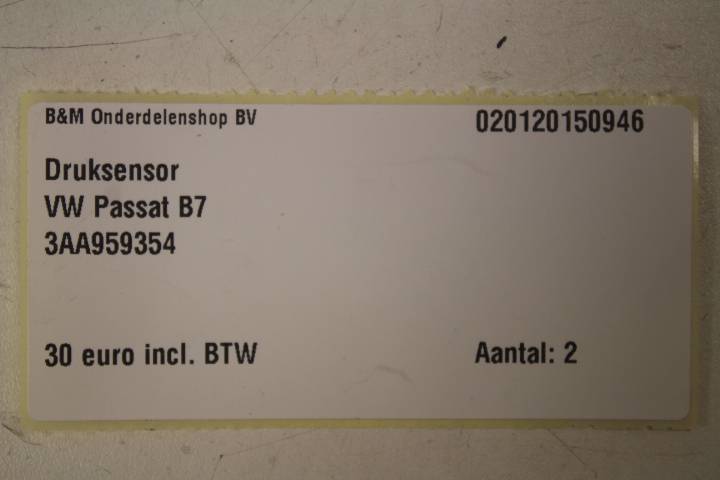 B&M Onderdelenshop BV
020120150946
Druksensor
VW Passat B7
3AA959354
30 euro incl. BTW
Aantal: 2